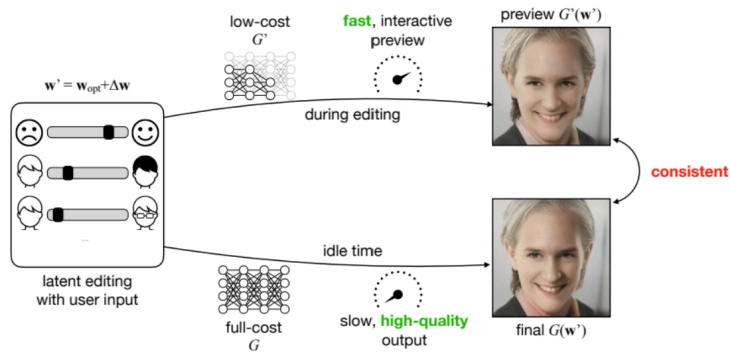 low-cost
G'
fast, interactive
preview
preview G'(w')
w' = wopt+Δw
during editing
consistent
idle time
latent editing
with user input
full-cost
G
slow, high-quality
output
final G(w')